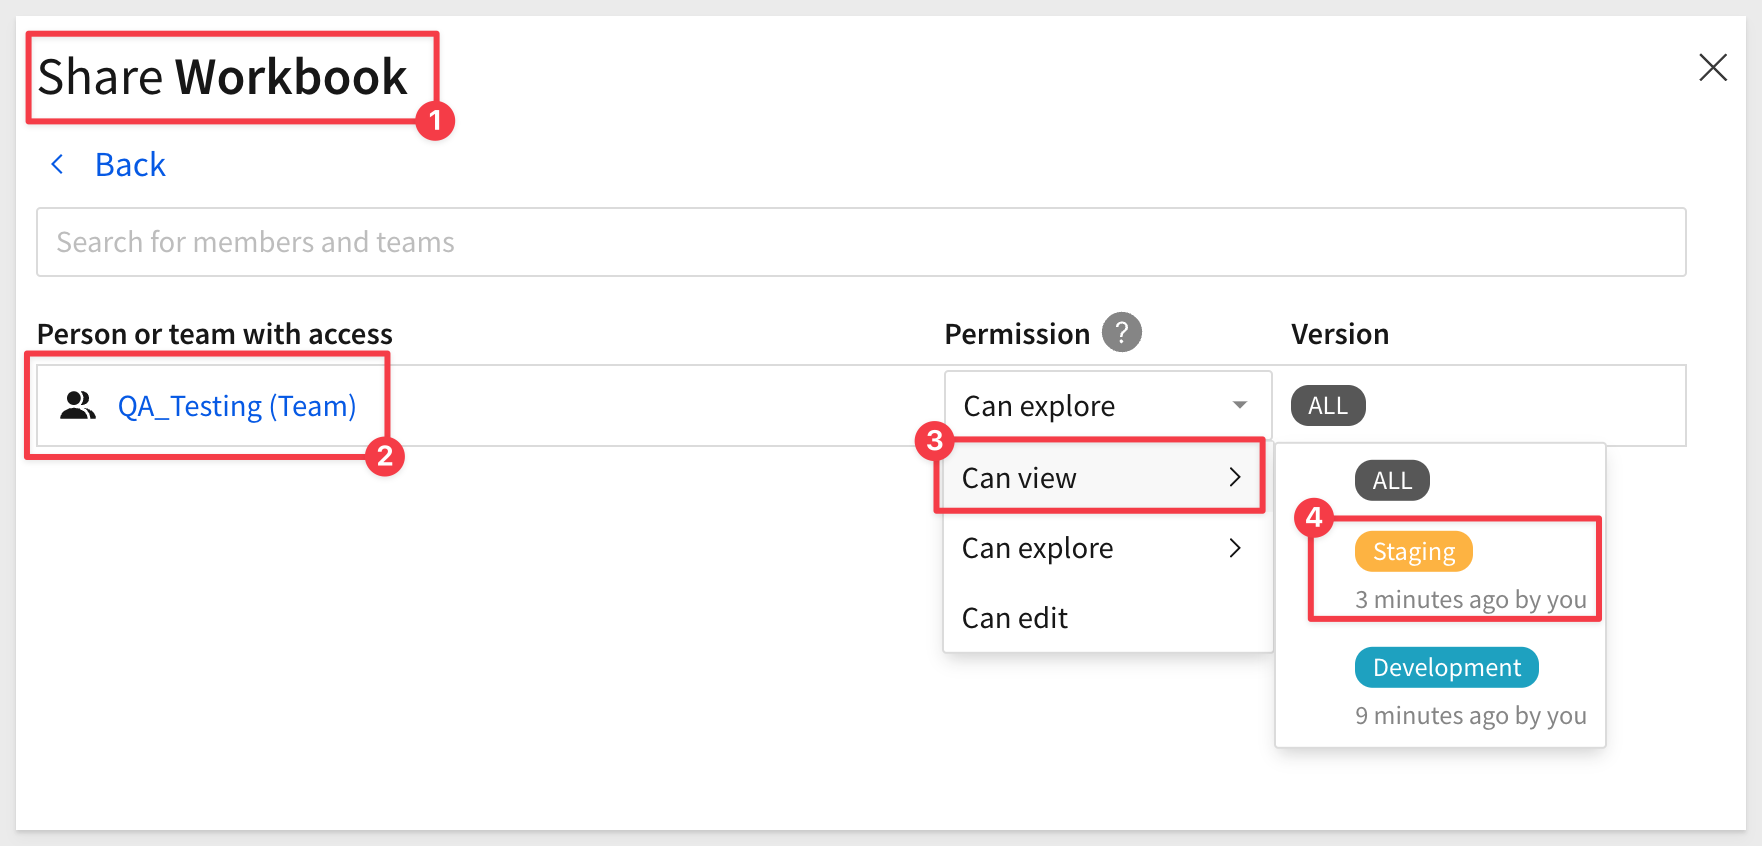 Share Workbook
1
Back
Search for members and teams
Person or team with access
Permission ?
Version
QA_Testing (Team)
2
Can explore
ALL
3
Can view
Can explore
Can edit
ALL
4
Staging
3 minutes ago by you
Development
9 minutes ago by you